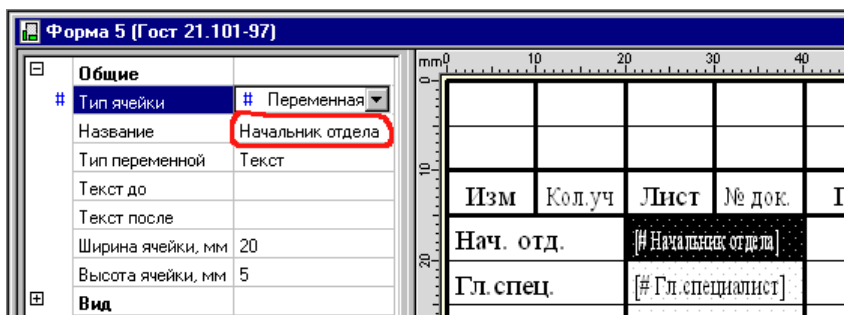 Форма 5 (Гост 21.101-97)
Общие
# Тип ячейки # Переменная
Название Начальник отдела
Тип переменной Текст
Текст до
Текст после
Ширина ячейки, мм 20
Высота ячейки, мм 5
Вид
mm 0 10 20 30 40
0
10
20
Изм Кол.уч Лист № док.
Нач. отд. [# Начальник отдела]
Гл.спец. [# Гл.специалист]